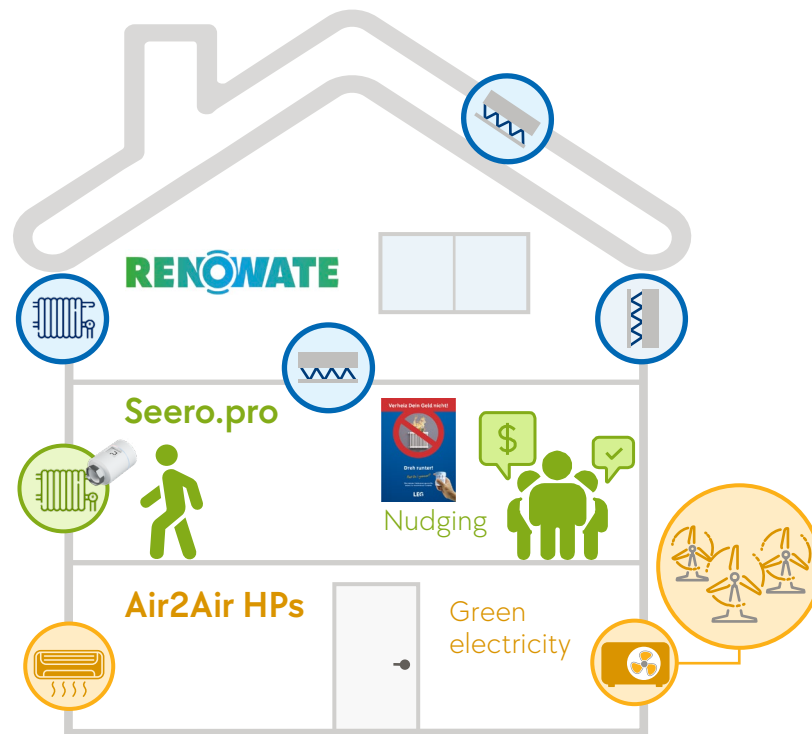 RENOWATE
Seero.pro
Verheiz Dein Geld nicht!
Dreh runter!
LEG
Nudging
Air2Air HPs
Green
electricity
$